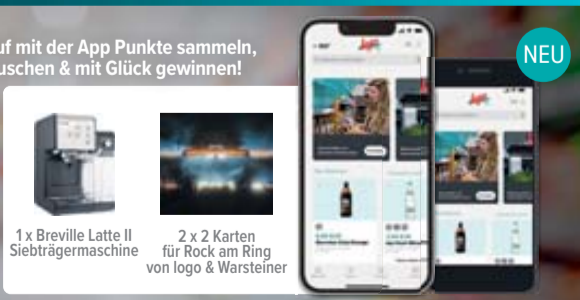 uf mit der App Punkte sammeln,
uschen & mit Glück gewinnen!
NEU
1 x Breville Latte II
Siebträgermaschine
2 x 2 Karten
für Rock am Ring
von logo & Warsteiner